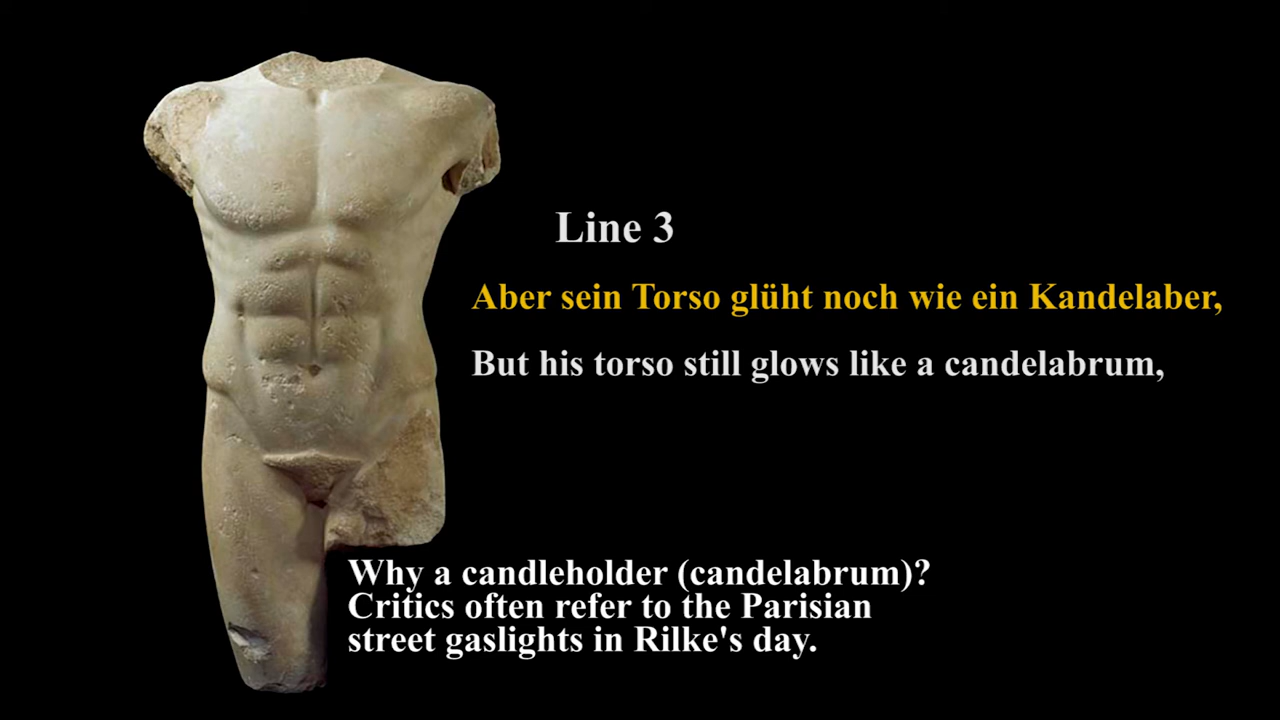 Line 3
Aber sein Torso glüht noch wie ein Kandelaber,
But his torso still glows like a candelabrum,
Why a candleholder (candelabrum)?
Critics often refer to the Parisian
street gaslights in Rilke's day.